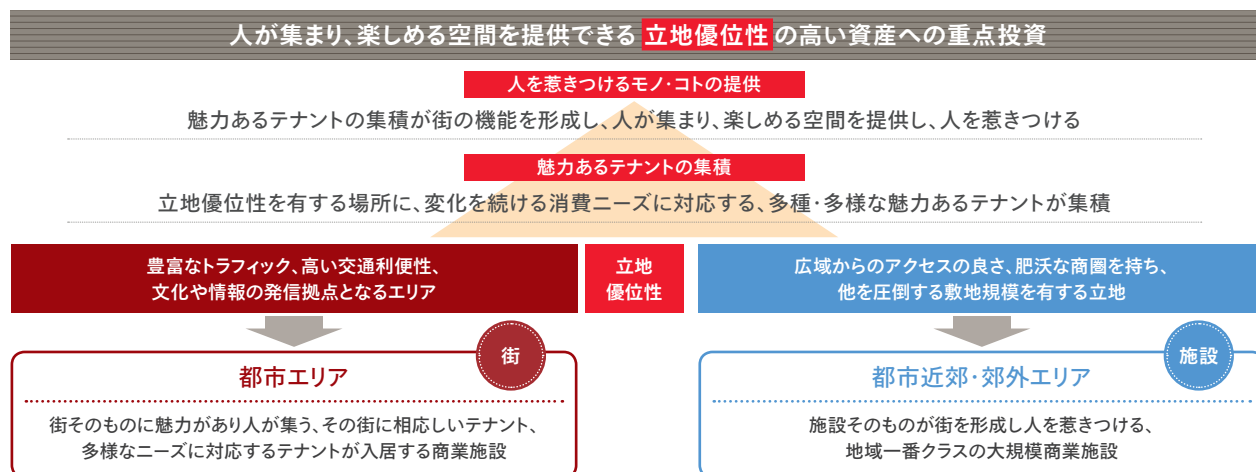 人が集まり、楽しめる空間を提供できる 立地優位性 の高い資産への重点投資
人を惹きつけるモノ・コトの提供
魅力あるテナントの集積が街の機能を形成し、人が集まり、楽しめる空間を提供し、人を惹きつける
魅力あるテナントの集積
立地優位性を有する場所に、変化を続ける消費ニーズに対応する、多種・多様な魅力あるテナントが集積
豊富なトラフィック、高い交通利便性、
文化や情報の発信拠点となるエリア
立地
優位性
広域からのアクセスの良さ、肥沃な商圏を持ち、
他を圧倒する敷地規模を有する立地
街
都市エリア
街そのものに魅力があり人が集う、その街に相応しいテナント、
多様なニーズに対応するテナントが入居する商業施設
施設
都市近郊・郊外エリア
施設そのものが街を形成し人を惹きつける、
地域一番クラスの大規模商業施設